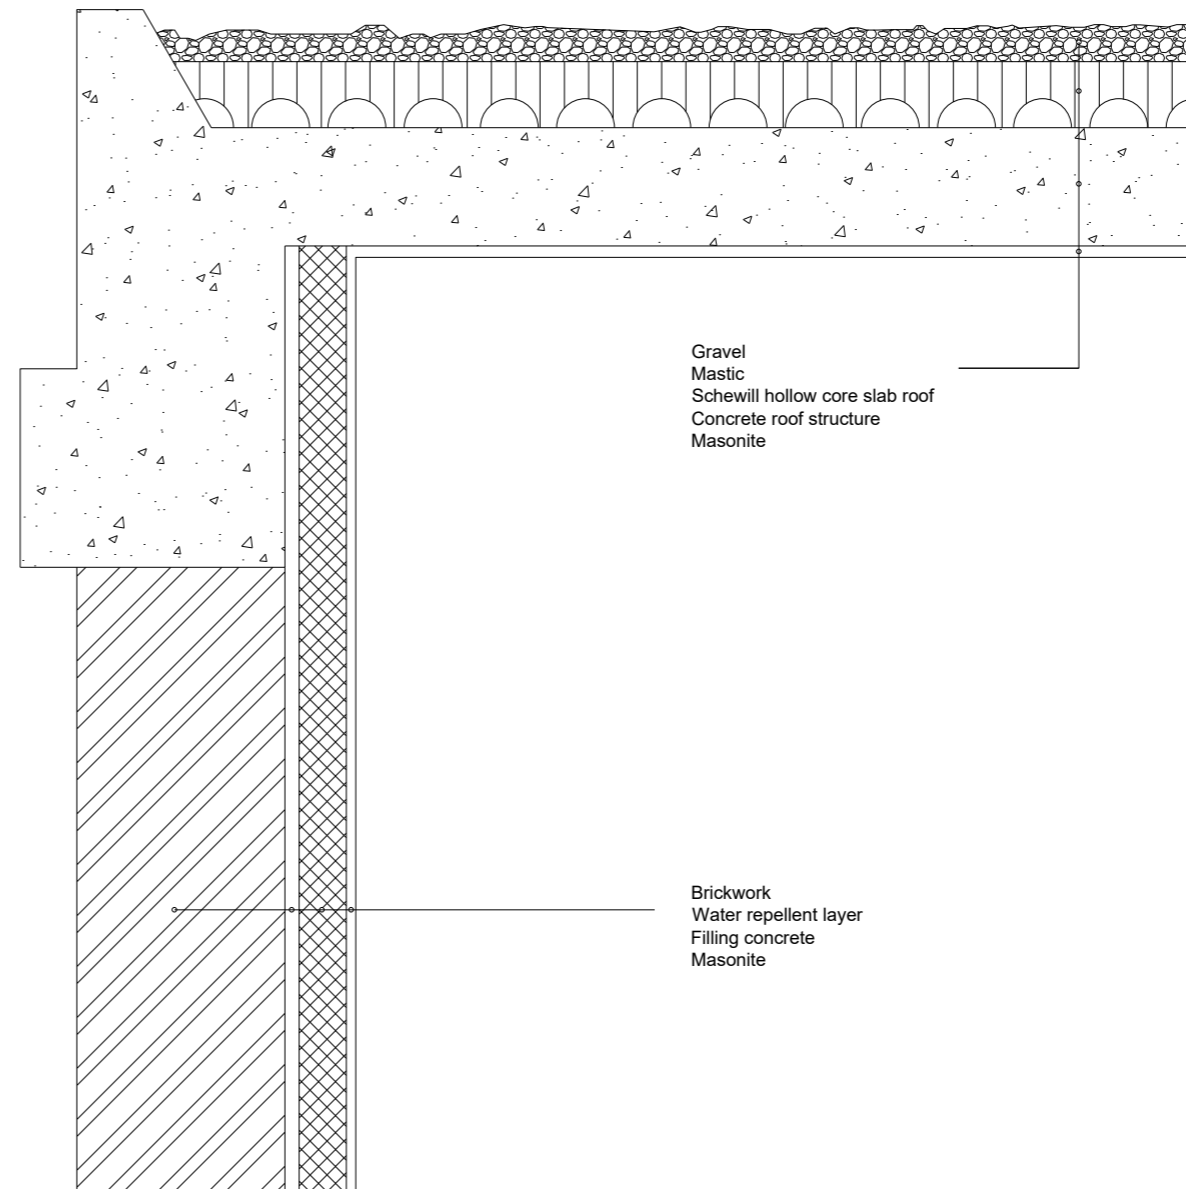 Gravel
Mastic
Schewill hollow core slab roof
Concrete roof structure
Masonite
Brickwork
Water repellent layer
Filling concrete
Masonite